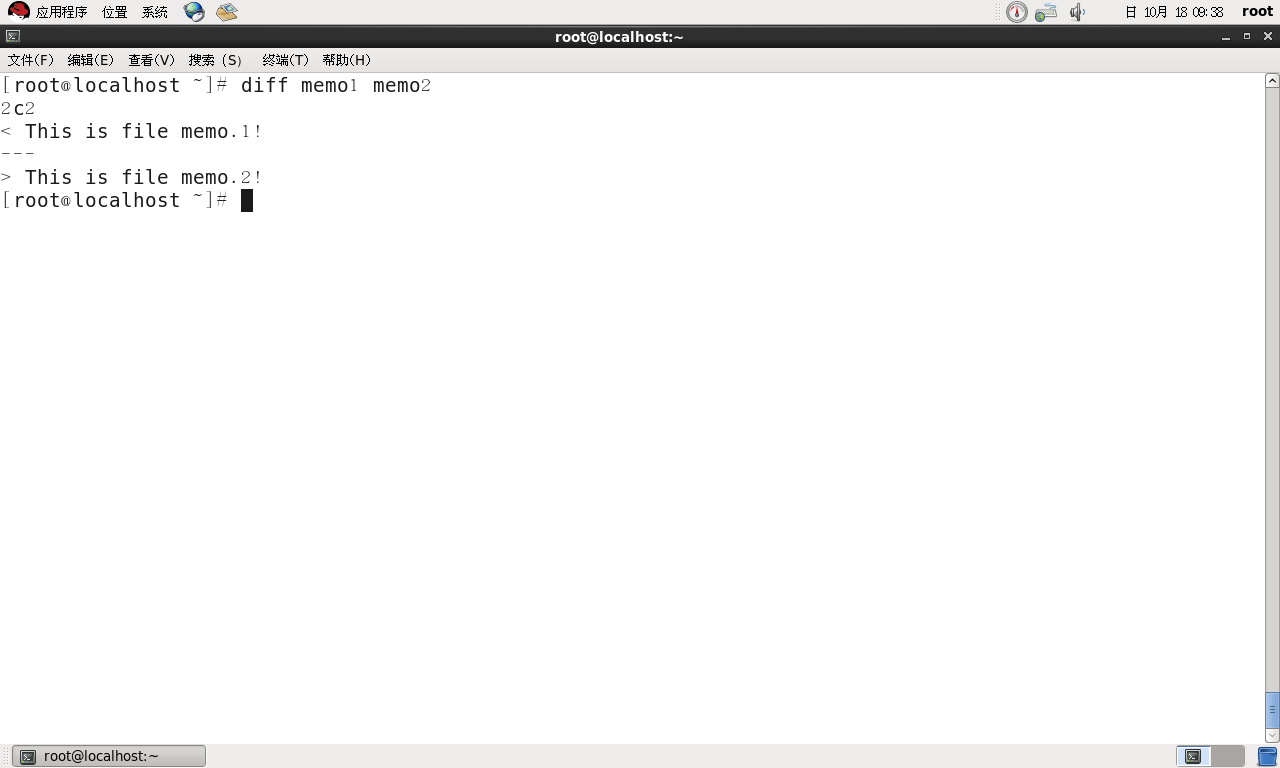 应用程序 位置 系统 日 10月 18 09:38 root
root@localhost:~
文件(F) 编辑(E) 查看(V) 搜索 (S) 终端(T) 帮助(H)
[root@localhost ~]# diff memo1 memo2
2c2
< This is file memo.1!
---
> This is file memo.2!
[root@localhost ~]#
root@localhost:~